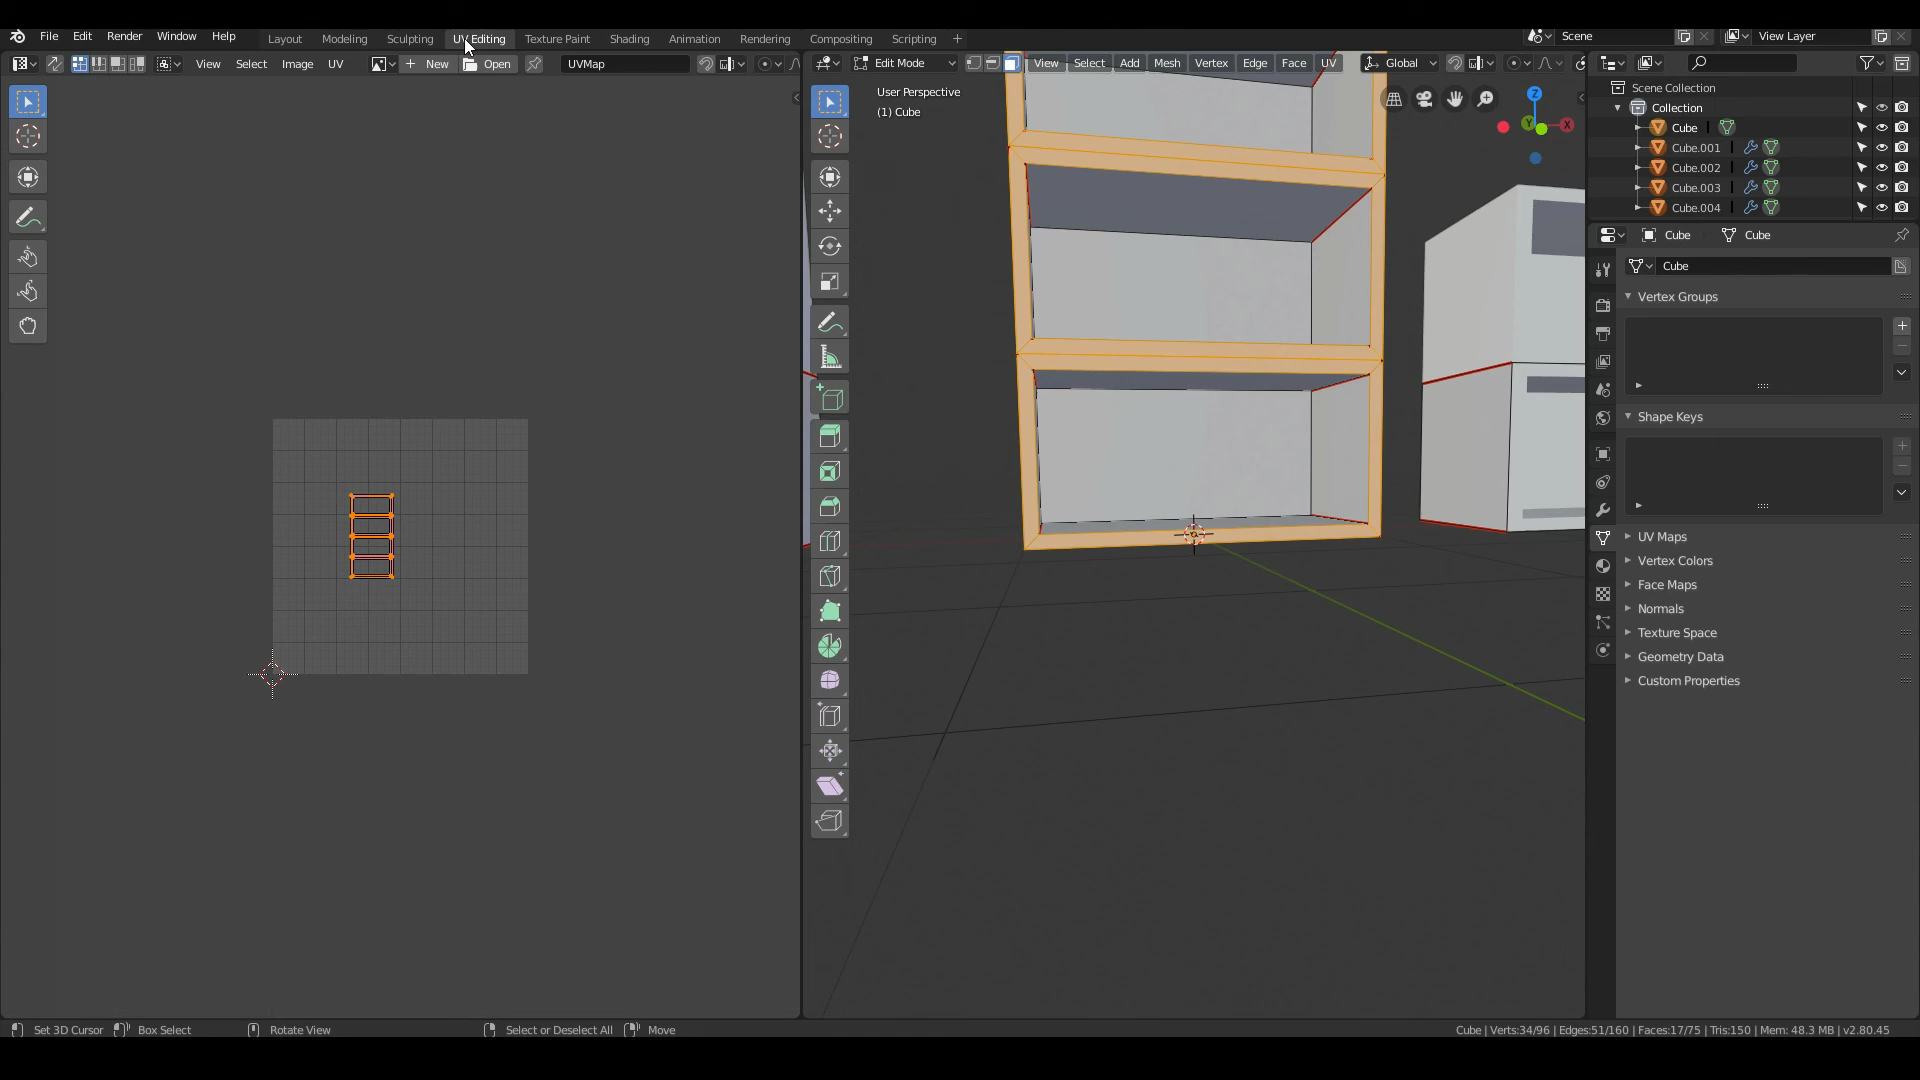 File Edit Render Window Help Layout Modeling Sculpting UV Editing Texture Paint Shading Animation Rendering Compositing Scripting Scene View Layer
View Select Image UV New Open UVMap Edit Mode View Select Add Mesh Vertex Edge Face UV Global
User Perspective
(1) Cube
Scene Collection
Collection
Cube
Cube.001
Cube.002
Cube.003
Cube.004
Cube Cube
Cube
Vertex Groups
Shape Keys
UV Maps
Vertex Colors
Face Maps
Normals
Texture Space
Geometry Data
Custom Properties
Z
Y
X
Set 3D Cursor Box Select Rotate View Select or Deselect All Move Cube | Verts:34/96 | Edges:51/160 | Faces:17/75 | Tris:150 | Mem: 48.3 MB | v2.80.45